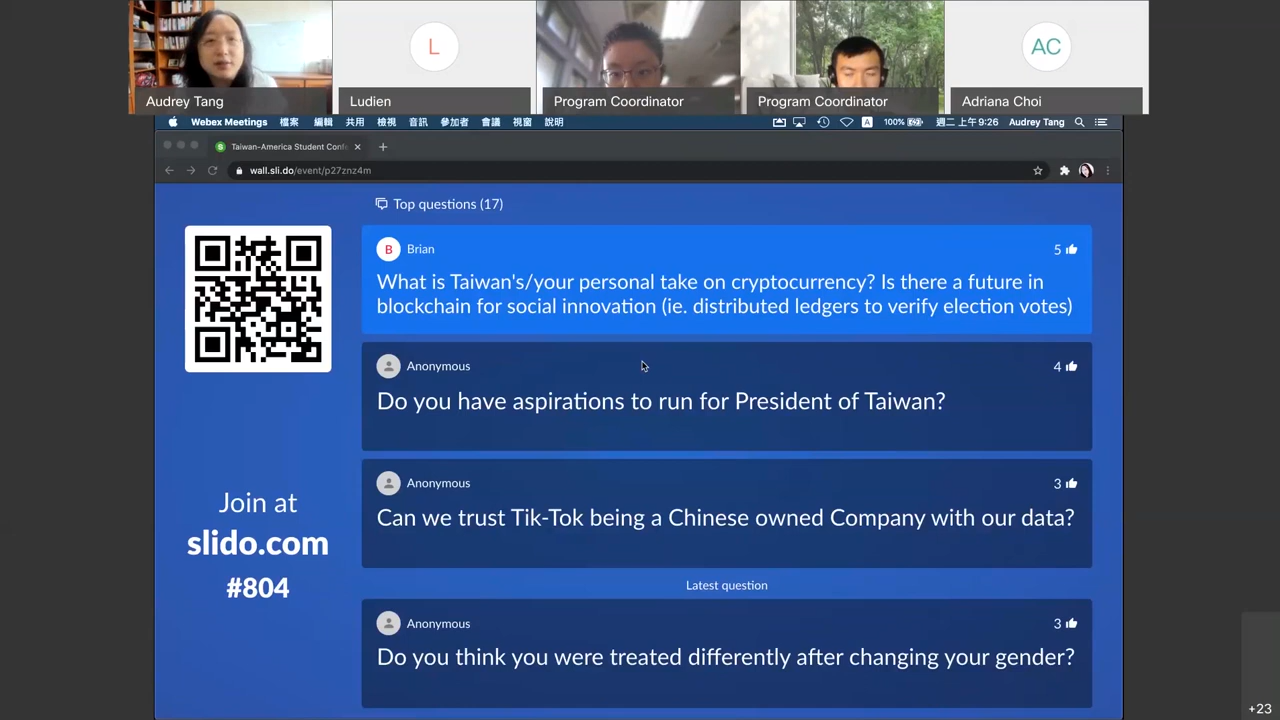 Audrey Tang
L
Ludien
Program Coordinator
Program Coordinator
AC
Adriana Choi
Webex Meetings 檔案 編輯 共用 檢視 音訊 參加者 會議 視窗 說明 A 100% 週二 上午9:26 Audrey Tang
S Taiwan-America Student Conf
wall.sli.do/event/p27znz4m
Top questions (17)
B Brian 5
What is Taiwan's/your personal take on cryptocurrency? Is there a future in
blockchain for social innovation (ie. distributed ledgers to verify election votes)
Anonymous 4
Do you have aspirations to run for President of Taiwan?
Anonymous 3
Can we trust Tik-Tok being a Chinese owned Company with our data?
Join at
slido.com
#804
Latest question
Anonymous 3
Do you think you were treated differently after changing your gender?
+23